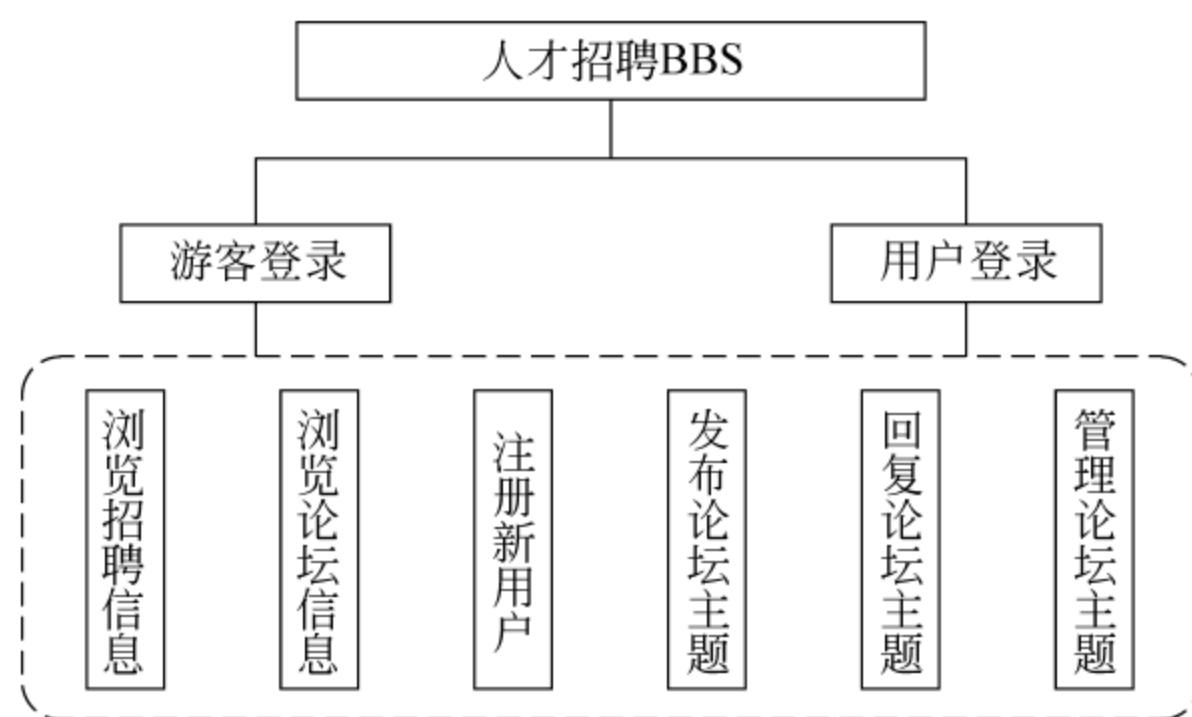 人才招聘BBS
游客登录
用户登录
浏览招聘信息
浏览论坛信息
注册新用户
发布论坛主题
回复论坛主题
管理论坛主题